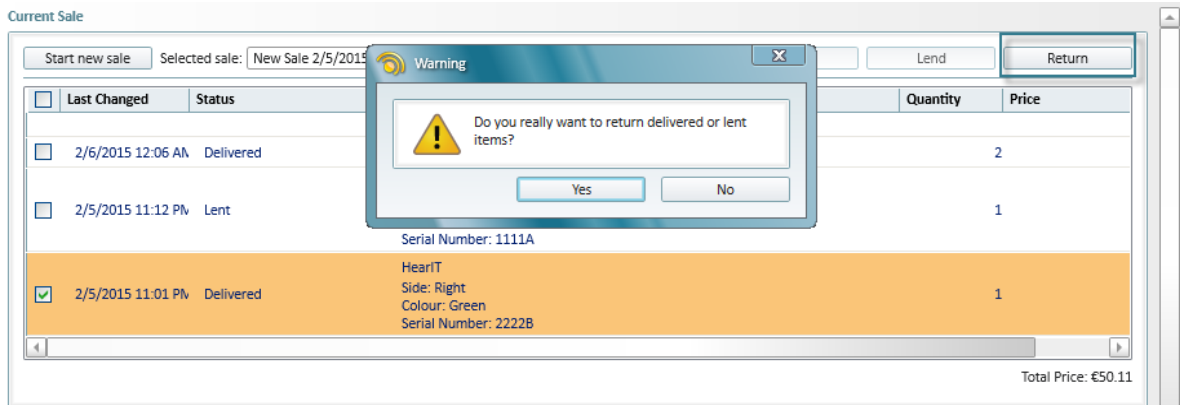 Current Sale
Start new sale Selected sale: New Sale 2/5/2015 Lend Return
Warning
Do you really want to return delivered or lent
items?
Yes No
Last Changed Status Quantity Price
2/6/2015 12:06 AM Delivered 2
2/5/2015 11:12 PM Lent 1
Serial Number: 1111A
HearIT
Side: Right
2/5/2015 11:01 PM Delivered 1
Colour: Green
Serial Number: 2222B
Total Price: €50.11